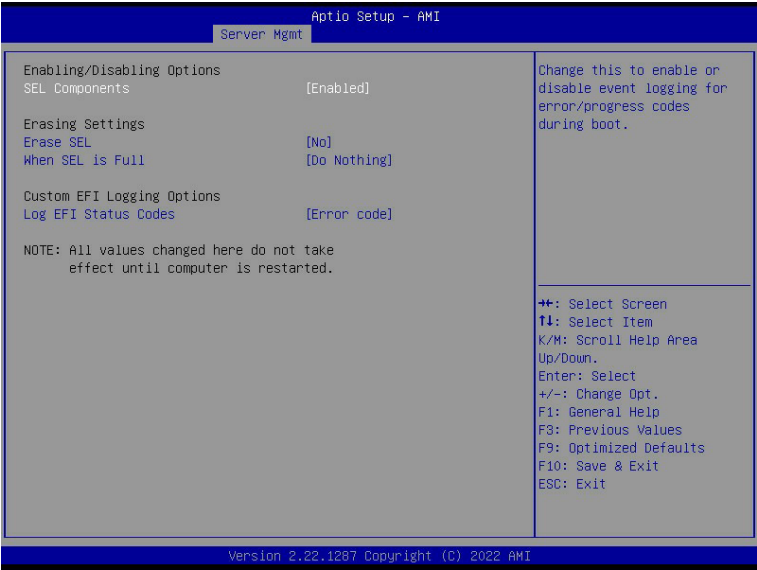 Aptio Setup – AMI
Server Mgmt
Enabling/Disabling Options
SEL Components [Enabled]
Erasing Settings
Erase SEL [No]
When SEL is Full [Do Nothing]
Custom EFI Logging Options
Log EFI Status Codes [Error code]
NOTE: All values changed here do not take
effect until computer is restarted.
Change this to enable or
disable event logging for
error/progress codes
during boot.
→←: Select Screen
↑↓: Select Item
K/M: Scroll Help Area
Up/Down.
Enter: Select
+/-: Change Opt.
F1: General Help
F3: Previous Values
F9: Optimized Defaults
F10: Save & Exit
ESC: Exit
Version 2.22.1287 Copyright (C) 2022 AMI